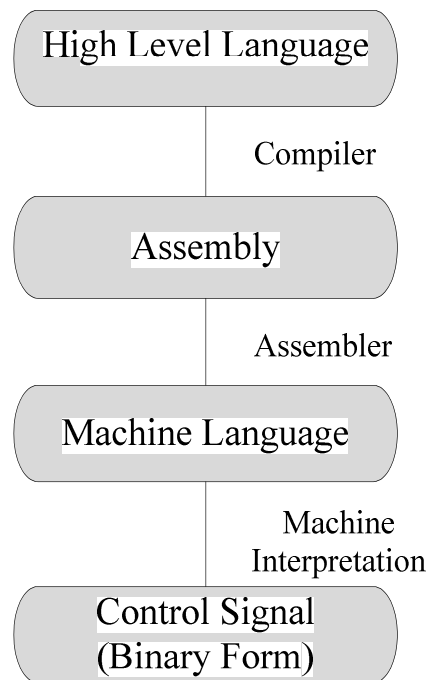 High Level Language
Compiler
Assembly
Assembler
Machine Language
Machine
Interpretation
Control Signal
(Binary Form)